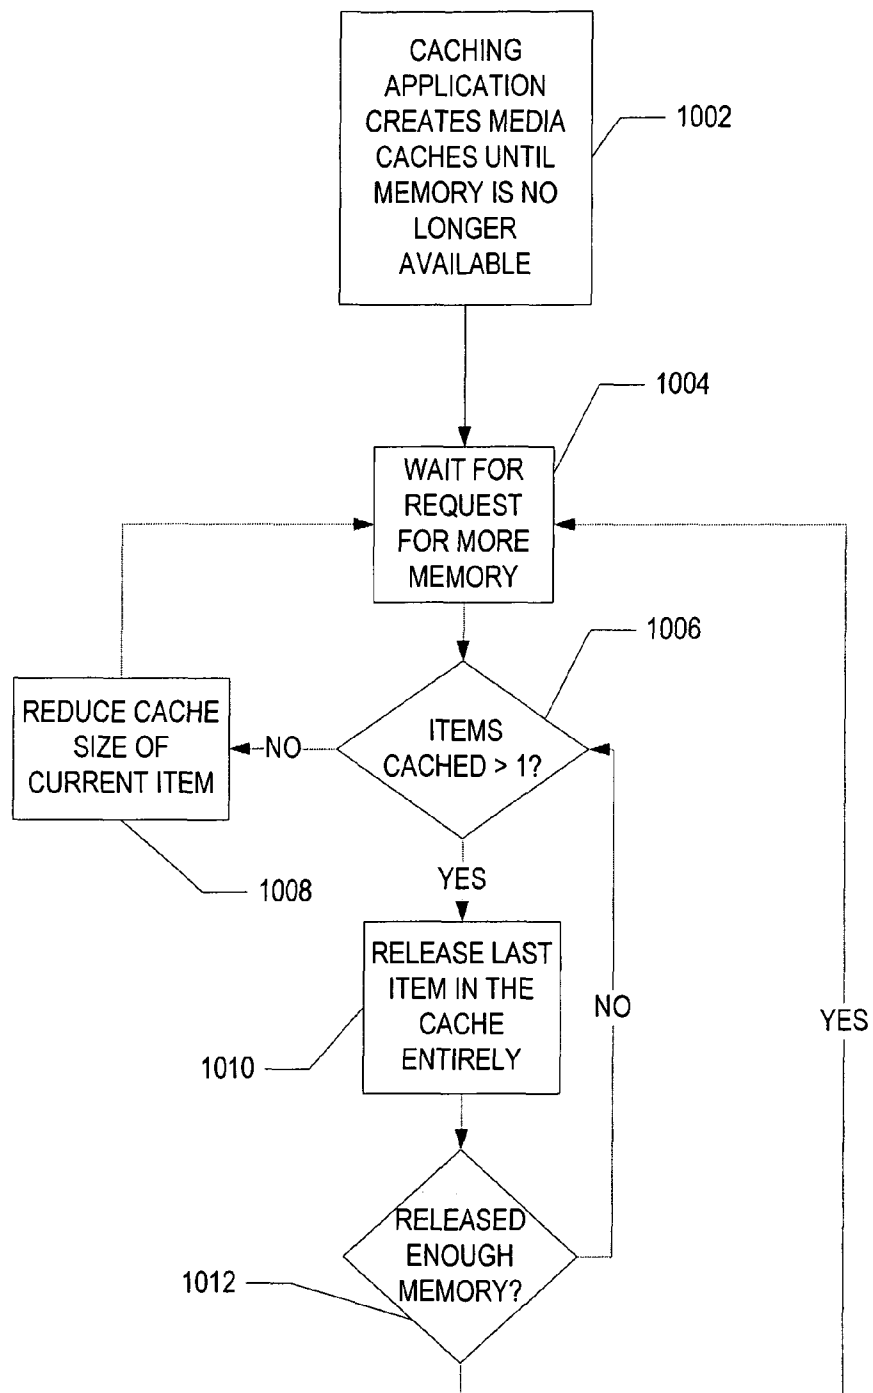 CACHING
APPLICATION
CREATES MEDIA
CACHES UNTIL
MEMORY IS NO
LONGER
AVAILABLE
1002
1004
WAIT FOR
REQUEST
FOR MORE
MEMORY
1006
REDUCE CACHE
SIZE OF
CURRENT ITEM
NO
ITEMS
CACHED > 1?
1008
YES
RELEASE LAST
ITEM IN THE
CACHE
ENTIRELY
NO
YES
1010
RELEASED
ENOUGH
MEMORY?
1012